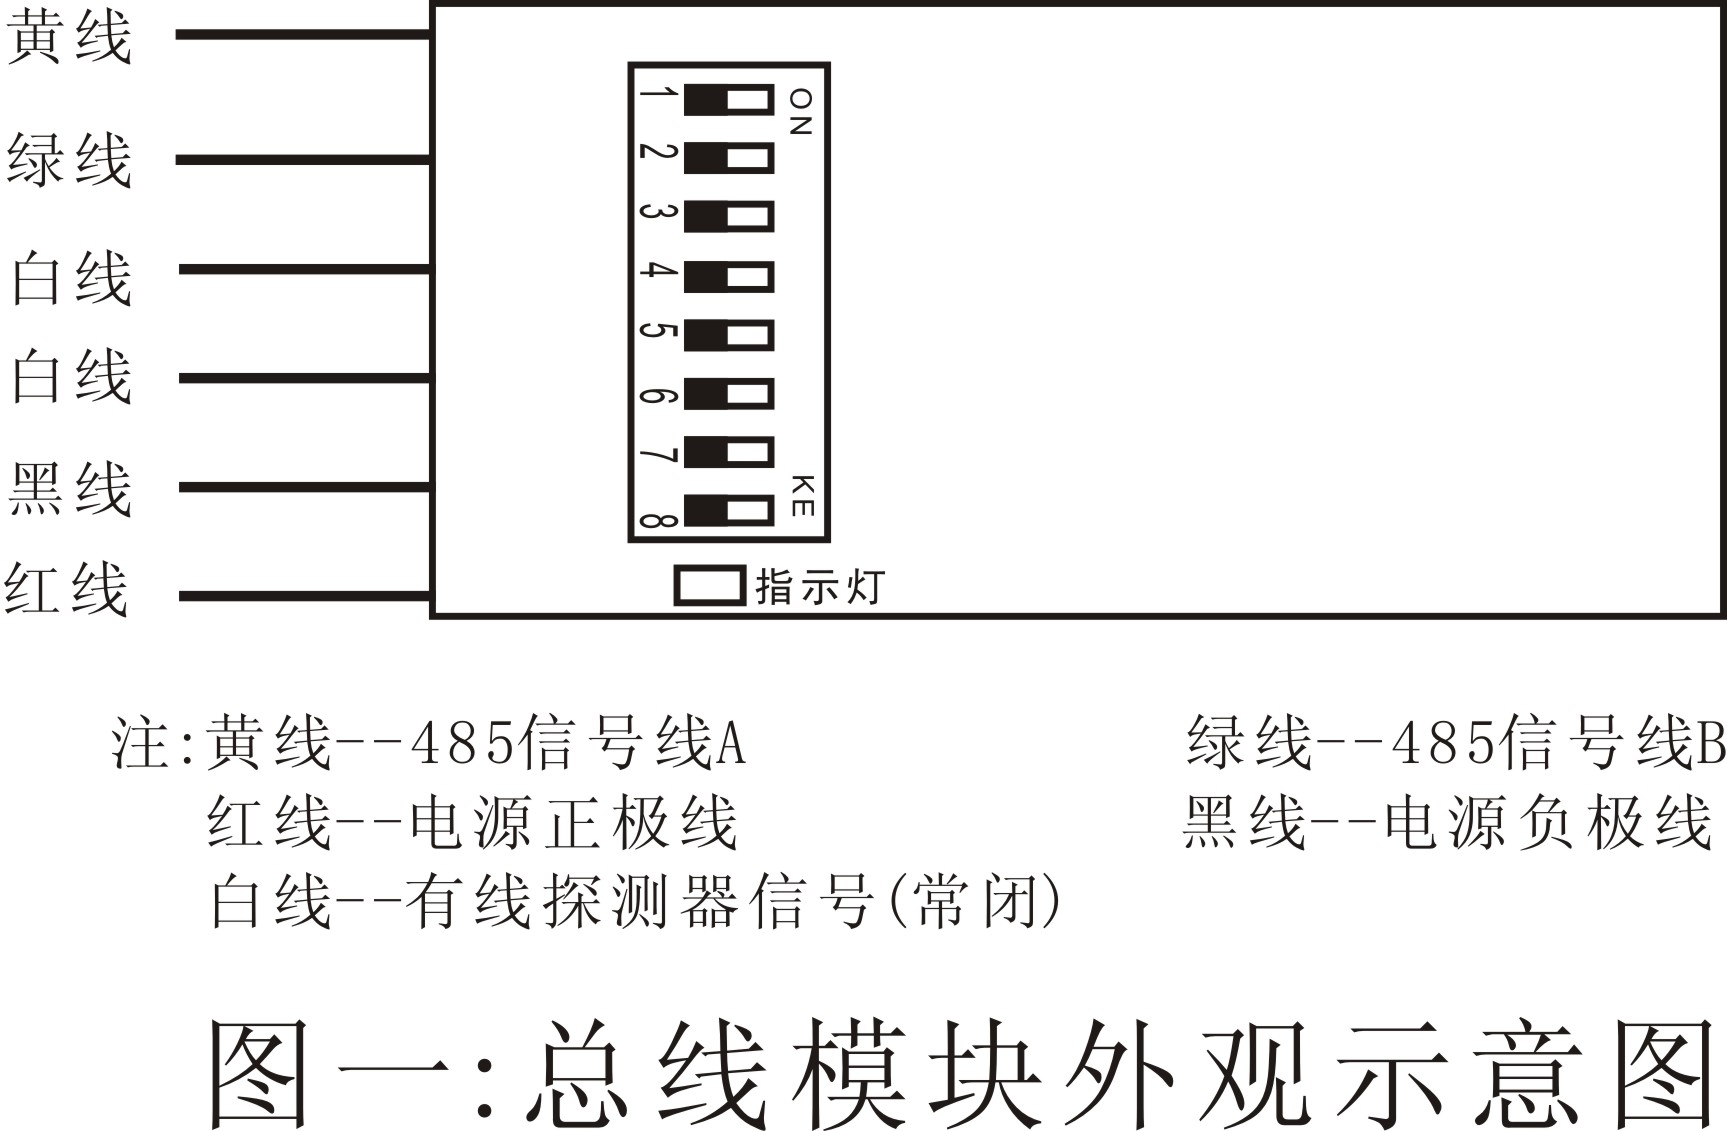 黄线
绿线
白线
白线
黑线
红线
1
2
3
4
5
6
7
8
ON
KE
指示灯
注:黄线--485信号线A 绿线--485信号线B
红线--电源正极线 黑线--电源负极线
白线--有线探测器信号(常闭)
图一:总线模块外观示意图